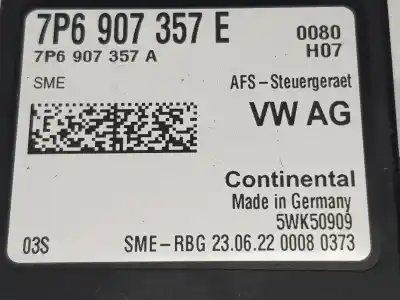 7P6 907 357 E 0080
7P6 907 357 A H07
SME AFS-Steuergeraet
VW AG
Continental
Made in Germany
5WK50909
03S SME-RBG 23.06.22 0008 0373